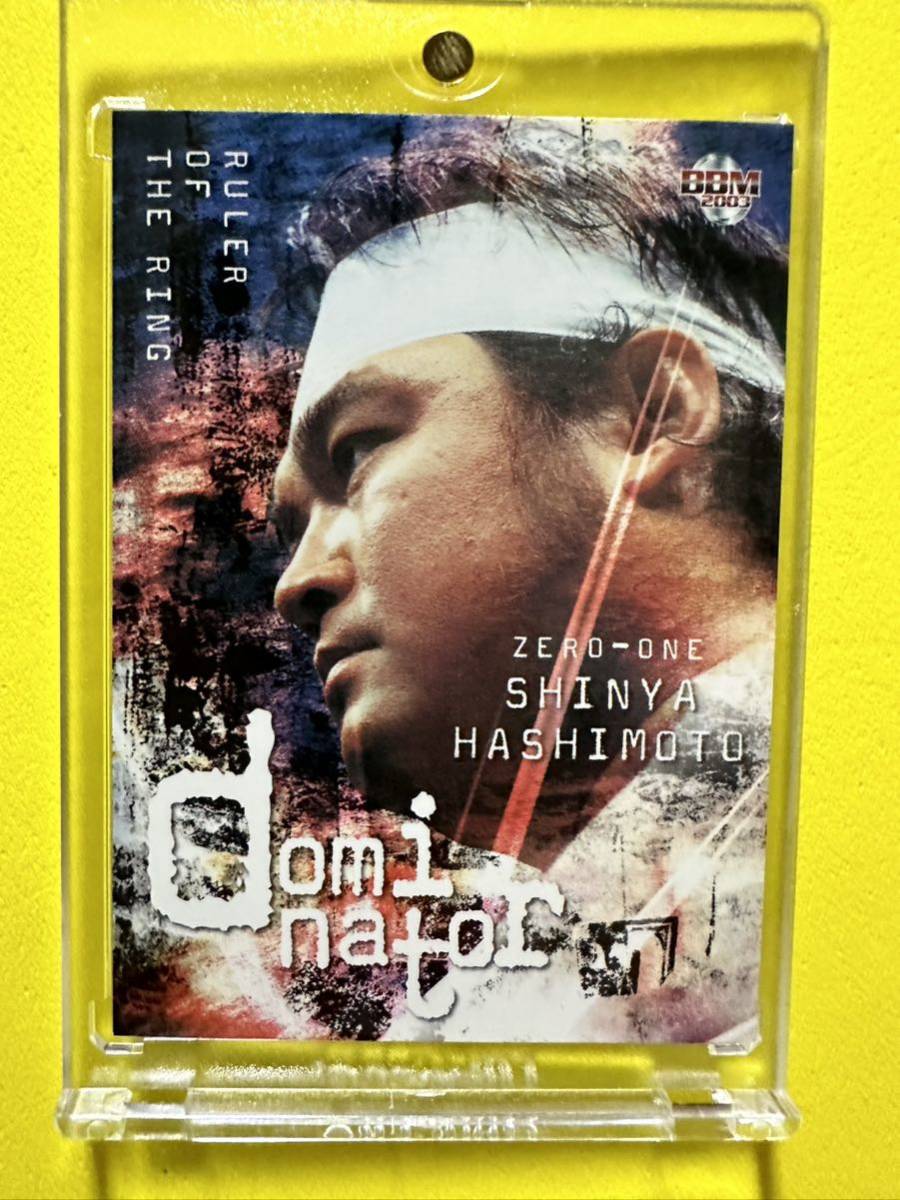 RULER
OF
THE RING
BBM
2003
ZERO-ONE
SHINYA
HASHIMOTO
domi
nator